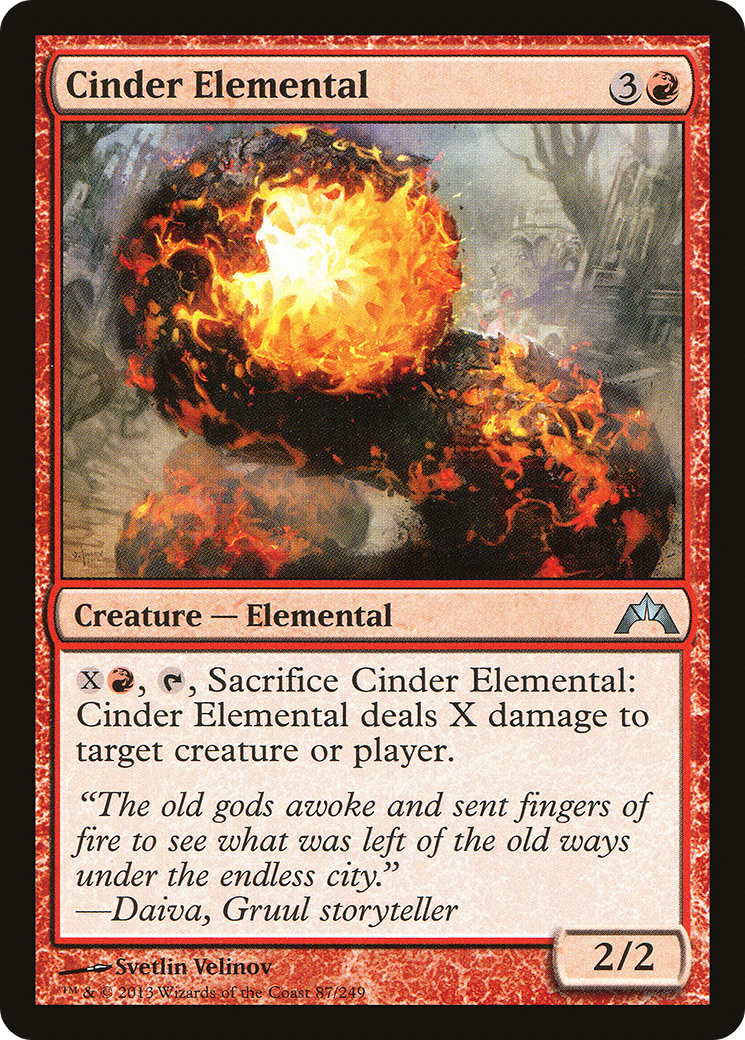 Cinder Elemental
3
Creature — Elemental
X, , Sacrifice Cinder Elemental:
Cinder Elemental deals X damage to
target creature or player.
“The old gods awoke and sent fingers of
fire to see what was left of the old ways
under the endless city.”
—Daiva, Gruul storyteller
2/2
Svetlin Velinov
™ & © 2013 Wizards of the Coast 87/249